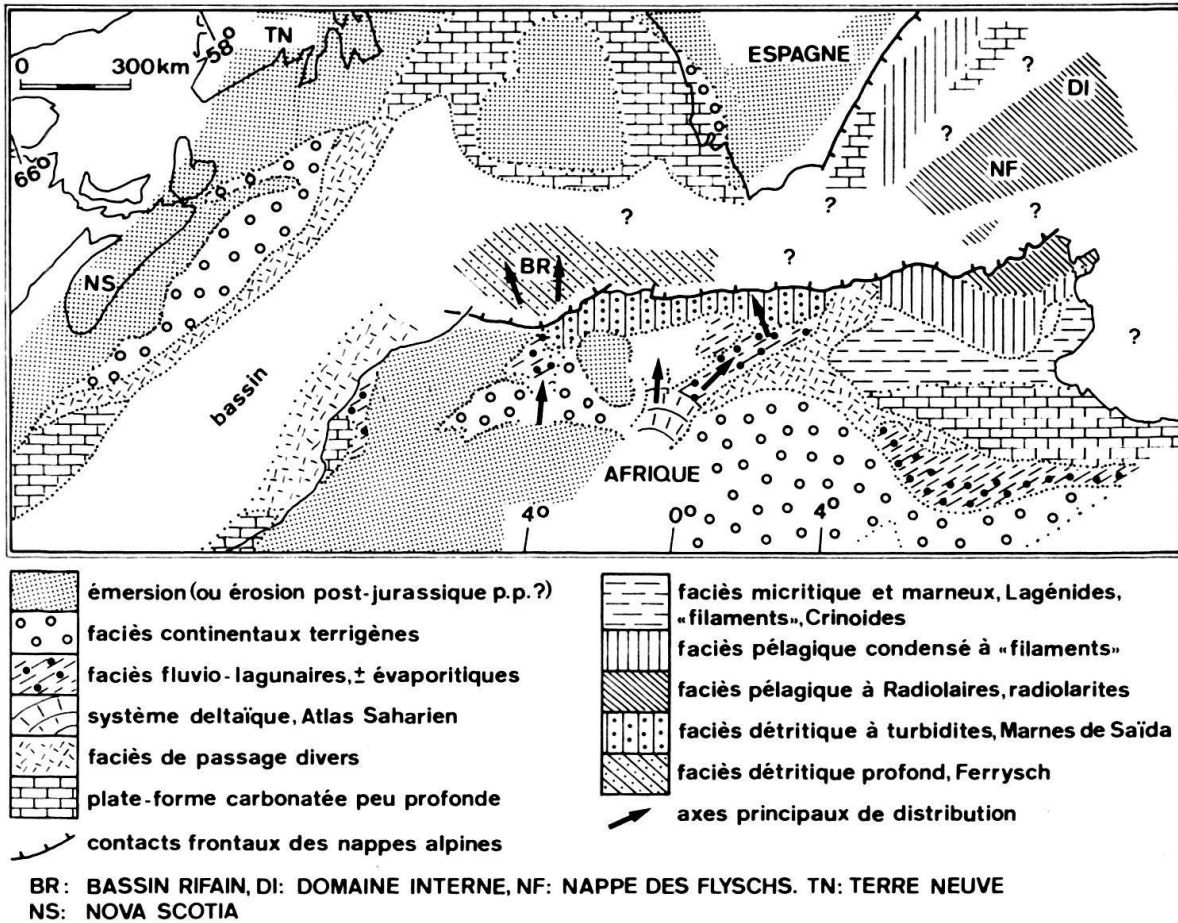 58°
TN
ESPAGNE
0 300km
?
DI
?
66°
NF
?
?
?
?
BR
NS
?
bassin
AFRIQUE
4° 0° 4°
émersion (ou érosion post-jurassique p.p.?)
faciès continentaux terrigènes
faciès fluvio-lagunaires, ± évaporitiques
système deltaïque, Atlas Saharien
faciès de passage divers
plate-forme carbonatée peu profonde
contacts frontaux des nappes alpines
faciès micritique et marneux, Lagénides,
«filaments», Crinoides
faciès pélagique condensé à «filaments»
faciès pélagique à Radiolaires, radiolarites
faciès détritique à turbidites, Marnes de Saïda
faciès détritique profond, Ferrysch
axes principaux de distribution
BR: BASSIN RIFAIN, DI: DOMAINE INTERNE, NF: NAPPE DES FLYSCHS. TN: TERRE NEUVE
NS: NOVA SCOTIA